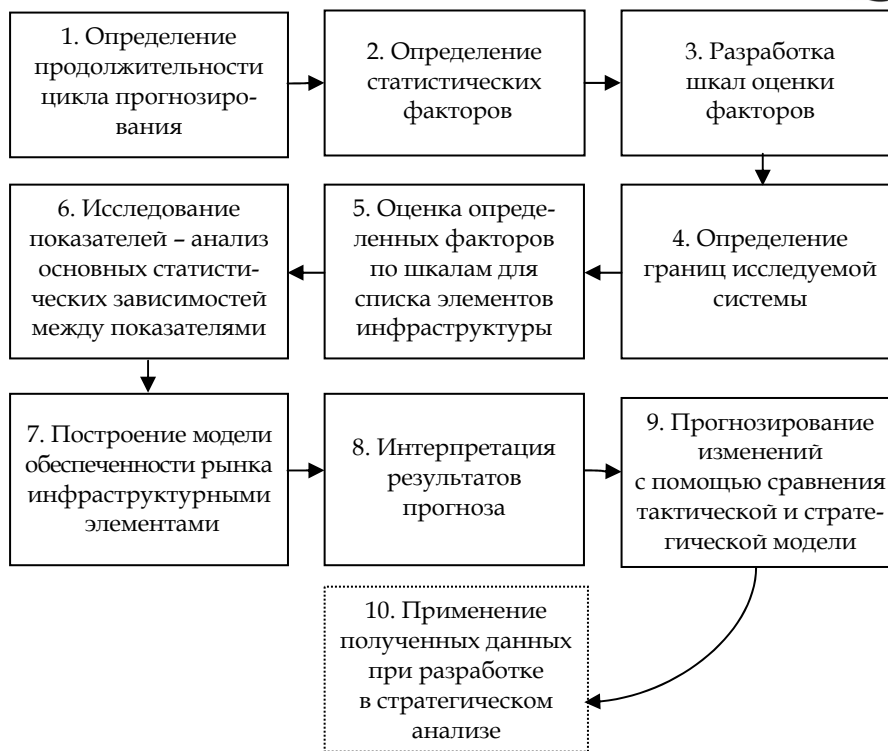 1. Определение
продолжительности
цикла прогнозиро-
вания
2. Определение
статистических
факторов
3. Разработка
шкал оценки
факторов
4. Определение
границ исследуемой
системы
5. Оценка опреде-
ленных факторов
по шкалам для
списка элементов
инфраструктуры
6. Исследование
показателей – анализ
основных статисти-
ческих зависимостей
между показателями
7. Построение модели
обеспеченности рынка
инфраструктурными
элементами
8. Интерпретация
результатов
прогноза
9. Прогнозирование
изменений
с помощью сравнения
тактической и страте-
гической модели
10. Применение
полученных данных
при разработке
в стратегическом
анализе